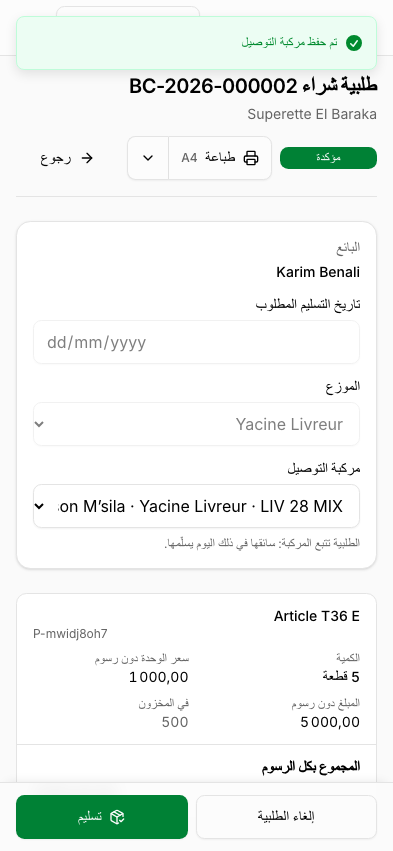 تم حفظ مركبة التوصيل
طلبية شراء BC-2026-000002
Superette El Baraka
مؤكدة
طباعة A4
رجوع
البائع
Karim Benali
تاريخ التسليم المطلوب
dd/mm/yyyy
الموزع
Yacine Livreur
مركبة التوصيل
on M’sila · Yacine Livreur · LIV 28 MIX
الطلبية تتبع المركبة: سائقها في ذلك اليوم يسلّمها.
Article T36 E
P-mwidj8oh7
الكمية
5 قطعة
سعر الوحدة دون رسوم
1 000,00
المبلغ دون رسوم
5 000,00
في المخزون
500
المجموع بكل الرسوم
إلغاء الطلبية
تسليم